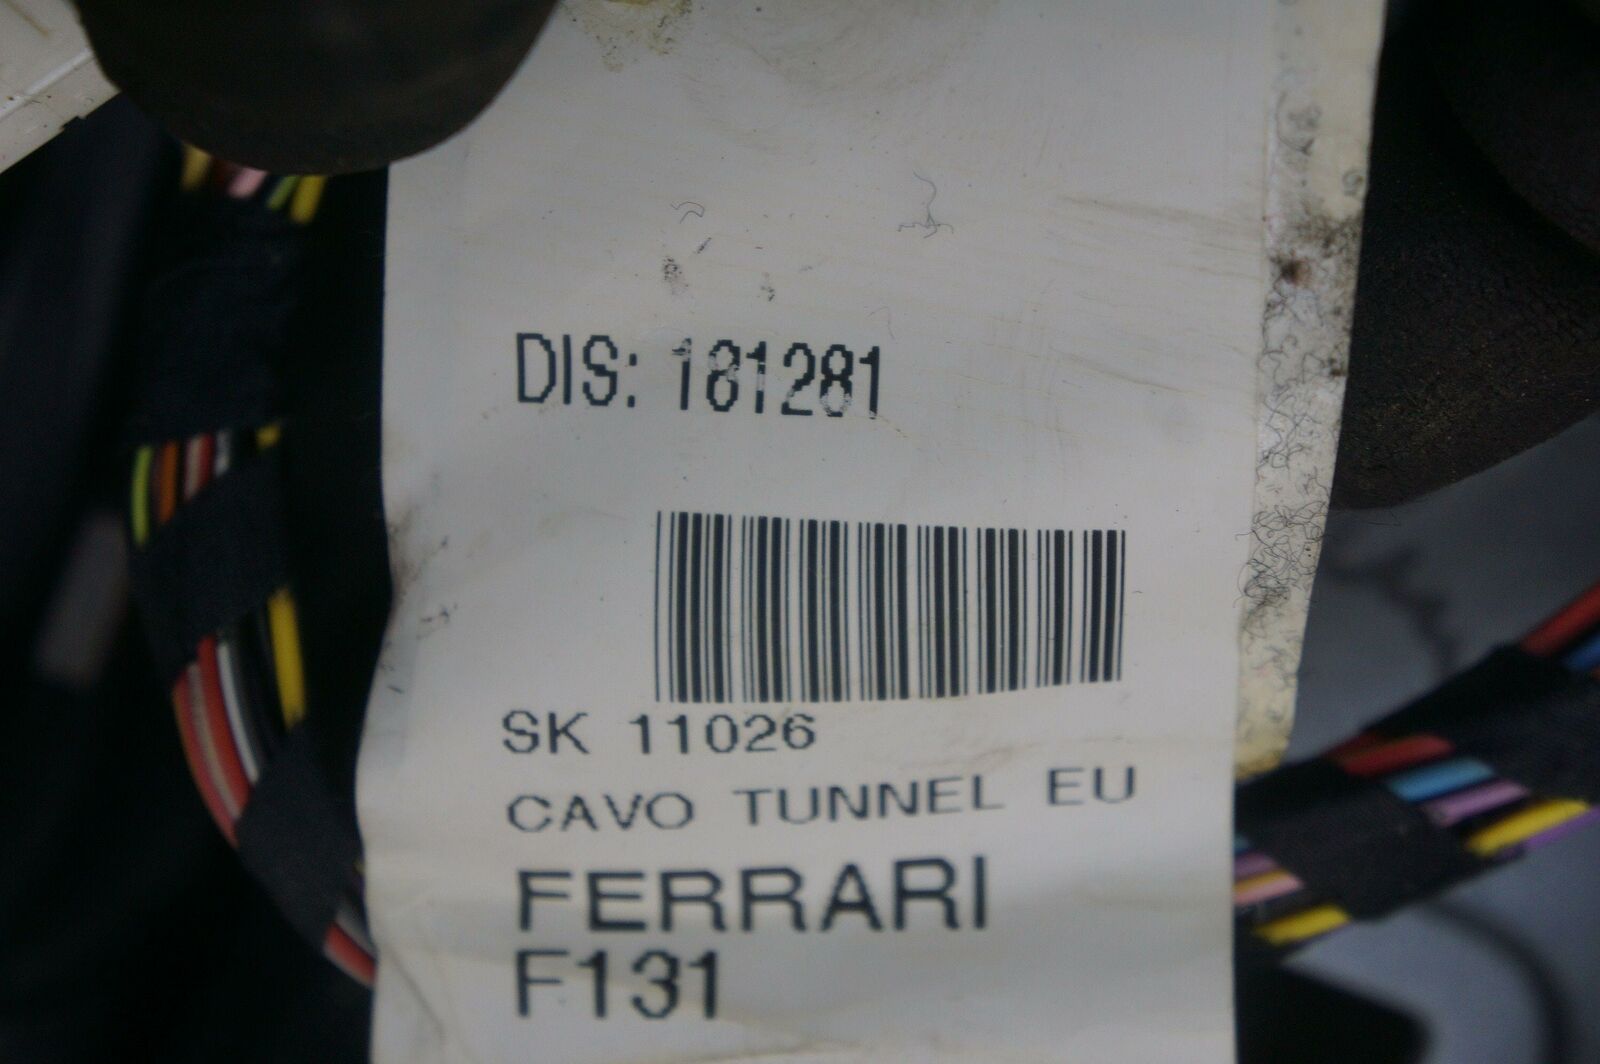 DIS: 181281
SK 11026
CAVO TUNNEL EU
FERRARI
F131